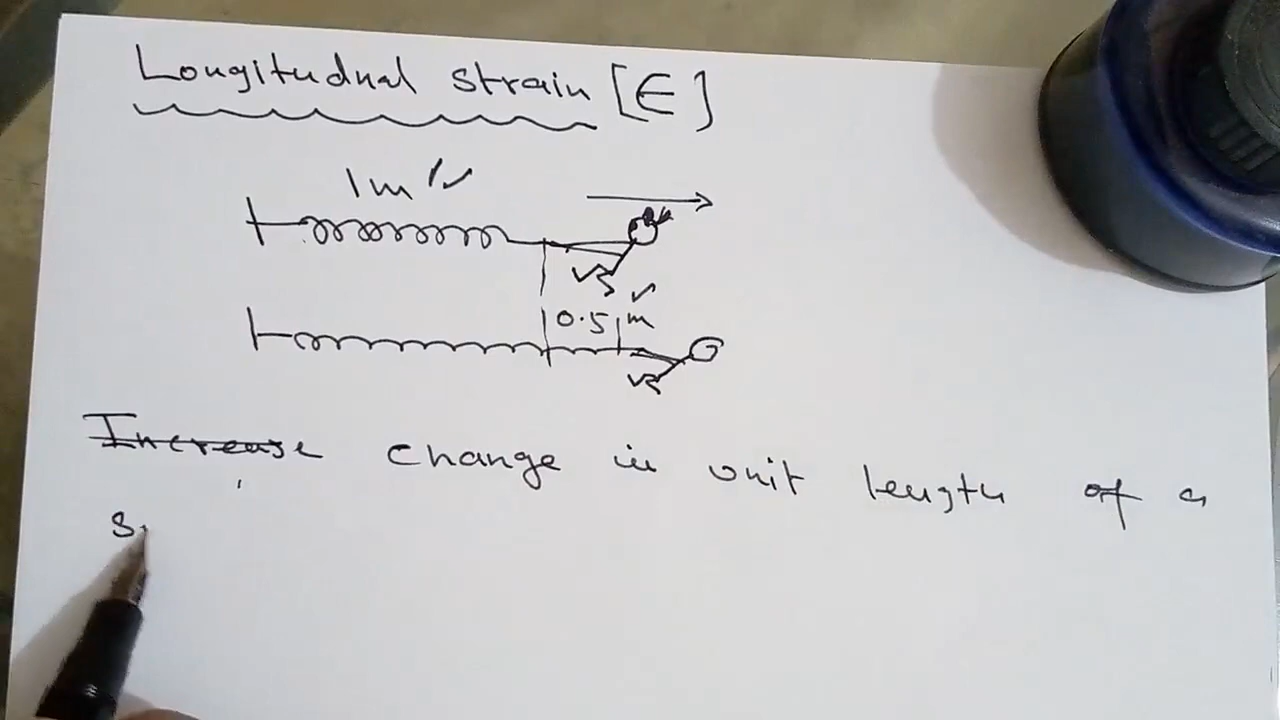 Longitudnal strain [∈]
1m
0.5 m
Increase change in unit length of a
s